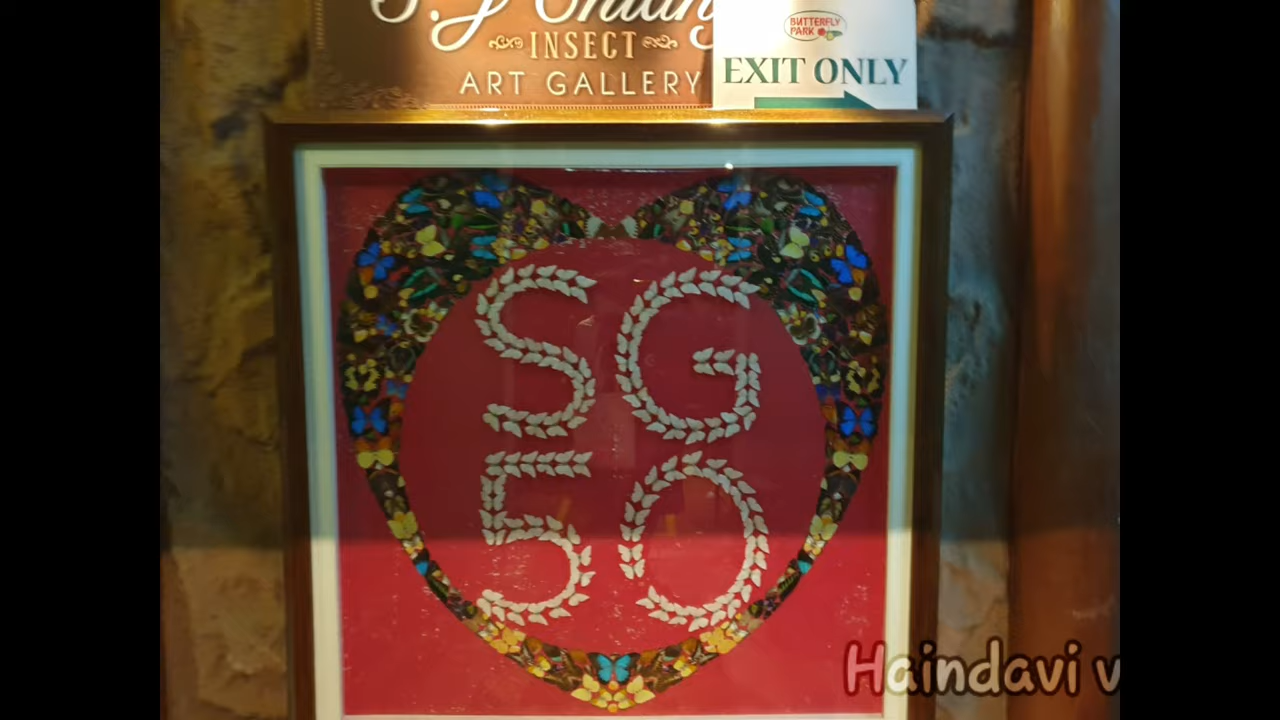 INSECT
ART GALLERY
BUTTERFLY
PARK
EXIT ONLY
SG
50
Haindavi